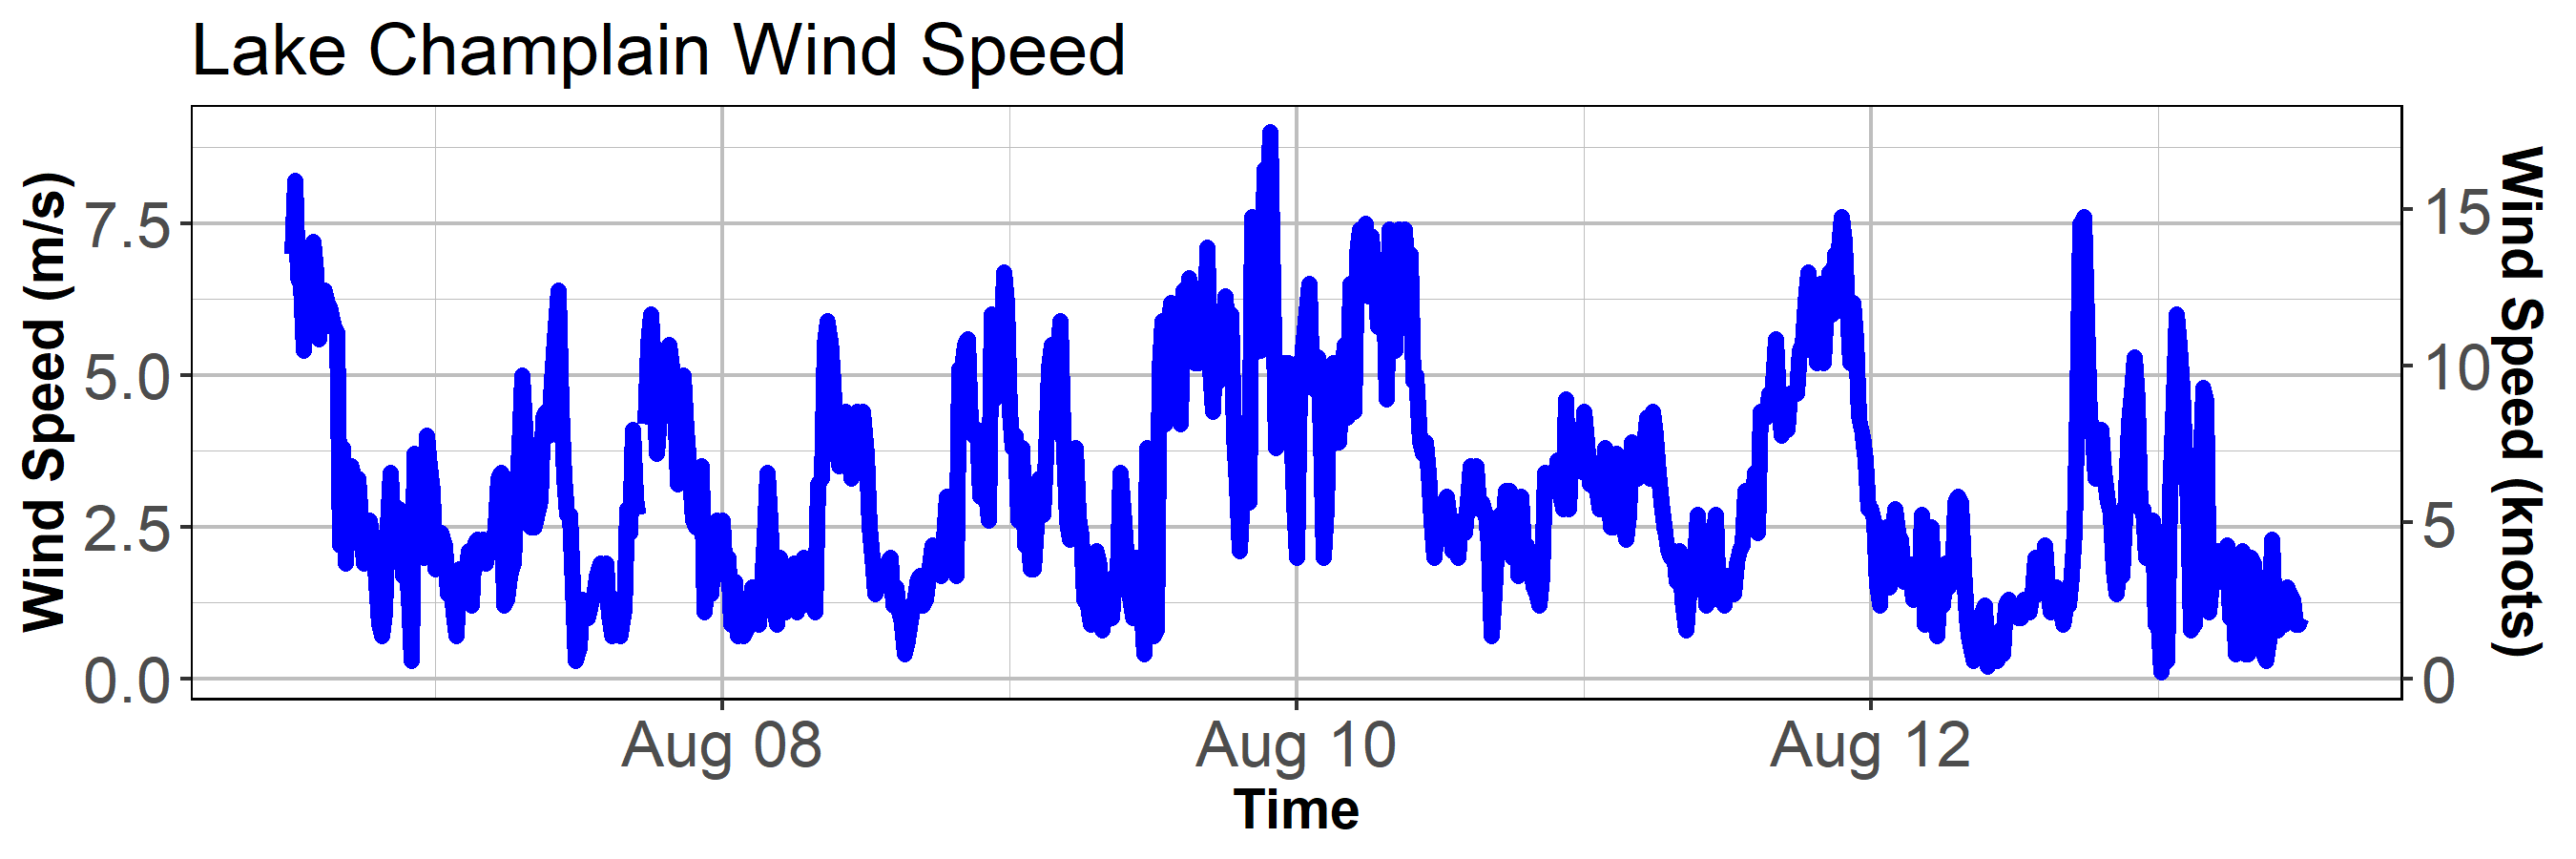 Lake Champlain Wind Speed
Wind Speed (m/s)
7.5
5.0
2.5
0.0
15
10
5
0
Wind Speed (knots)
Aug 08
Aug 10
Aug 12
Time